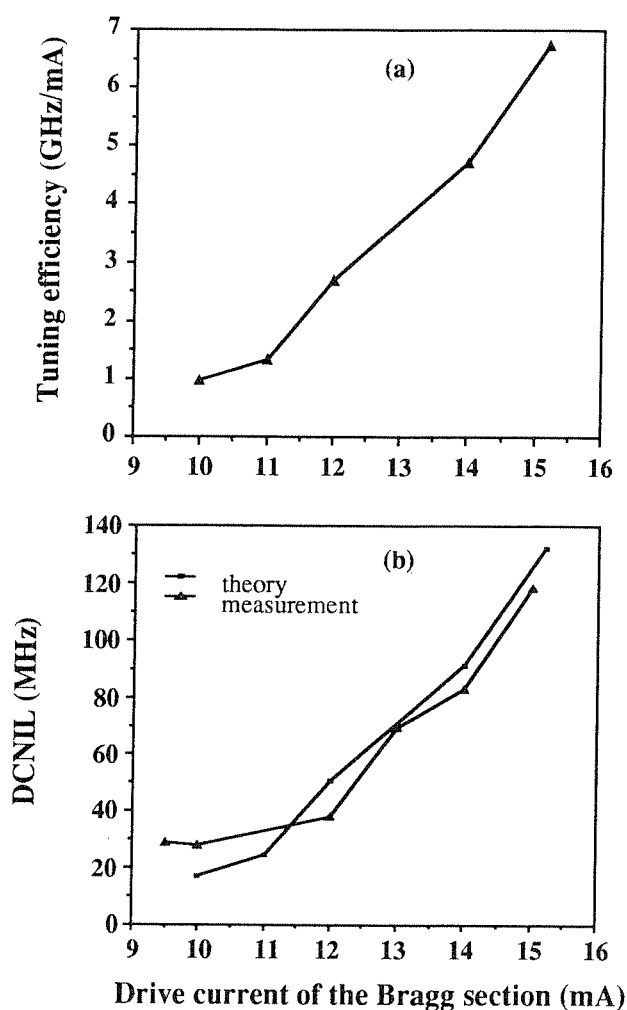 7
6
5
4
3
2
1
0
Tuning efficiency (GHz/mA)
(a)
9 10 11 12 13 14 15 16
140
120
100
80
60
40
20
0
DCNIL (MHz)
(b)
theory
measurement
9 10 11 12 13 14 15 16
Drive current of the Bragg section (mA)